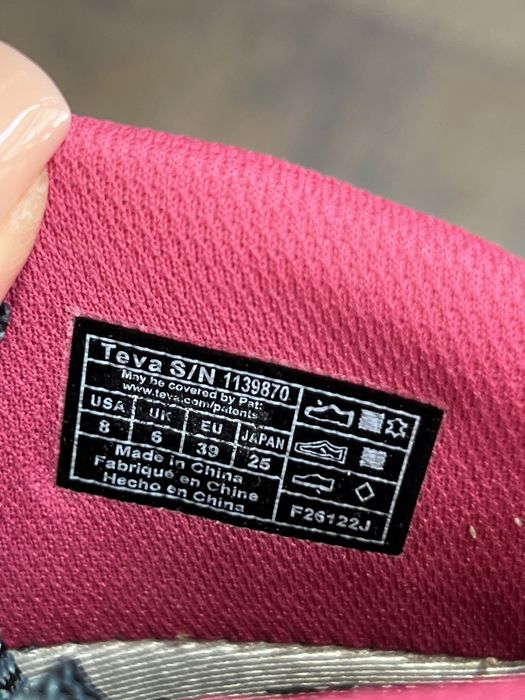 Teva S/N 1139870
May be covered by Pat:
www.teva.com/patents
USA UK EU JAPAN
8 6 39 25
Made in China
Fabriqué en Chine
Hecho en China
F26122J